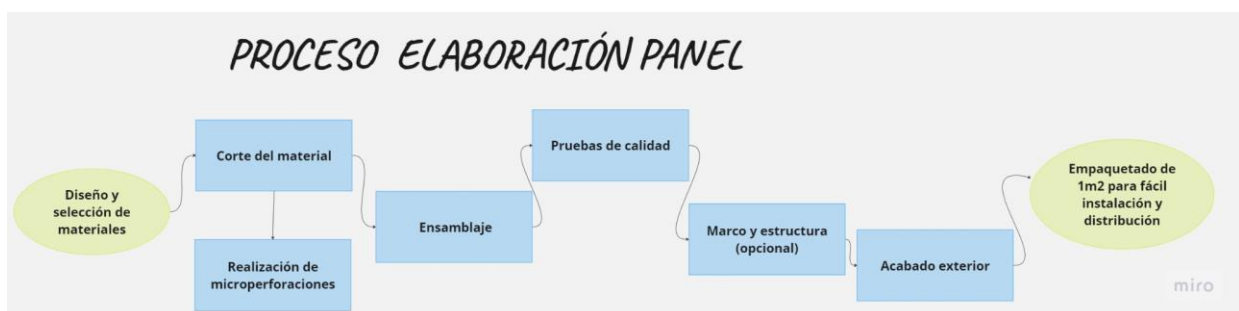 PROCESO ELABORACIÓN PANEL
Diseño y
selección de
materiales
Corte del material
Realización de
microperforaciones
Ensamblaje
Pruebas de calidad
Marco y estructura
(opcional)
Acabado exterior
Empaquetado de
1m2 para fácil
instalación y
distribución
miro